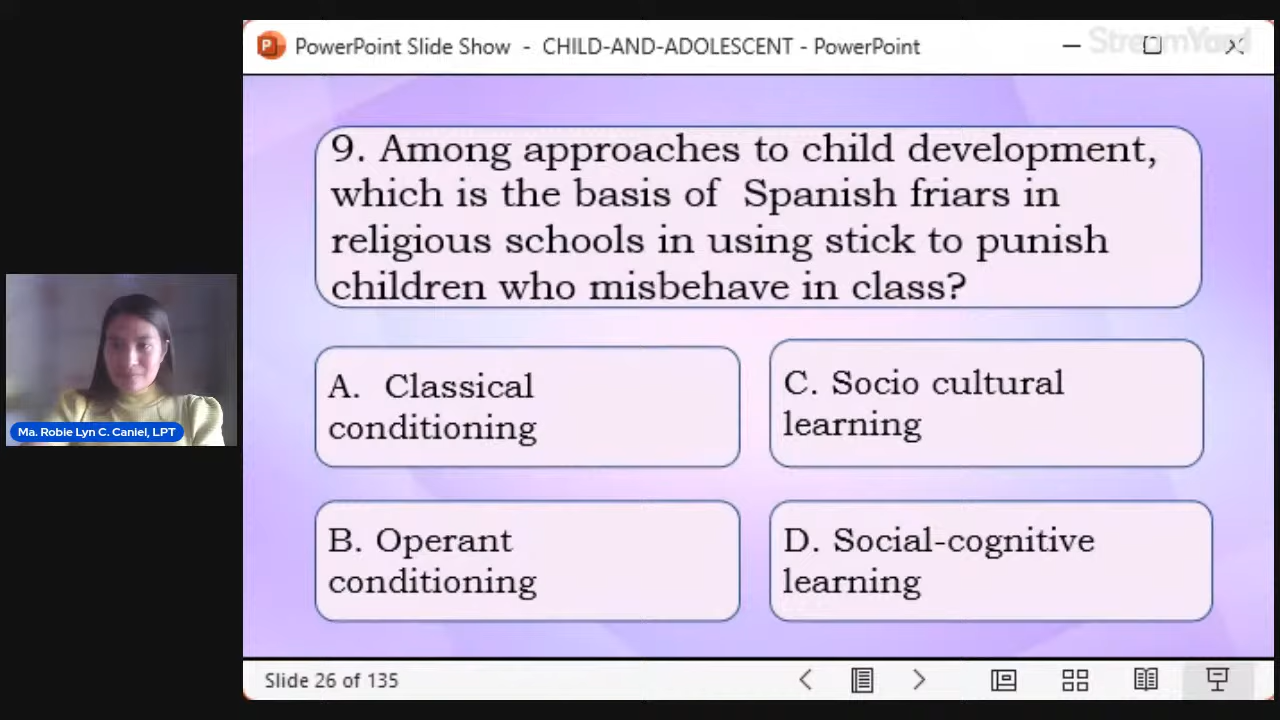 PowerPoint Slide Show - CHILD-AND-ADOLESCENT - PowerPoint
StreamYard
9. Among approaches to child development,
which is the basis of Spanish friars in
religious schools in using stick to punish
children who misbehave in class?
A. Classical
conditioning
C. Socio cultural
learning
B. Operant
conditioning
D. Social-cognitive
learning
Ma. Robie Lyn C. Caniel, LPT
Slide 26 of 135